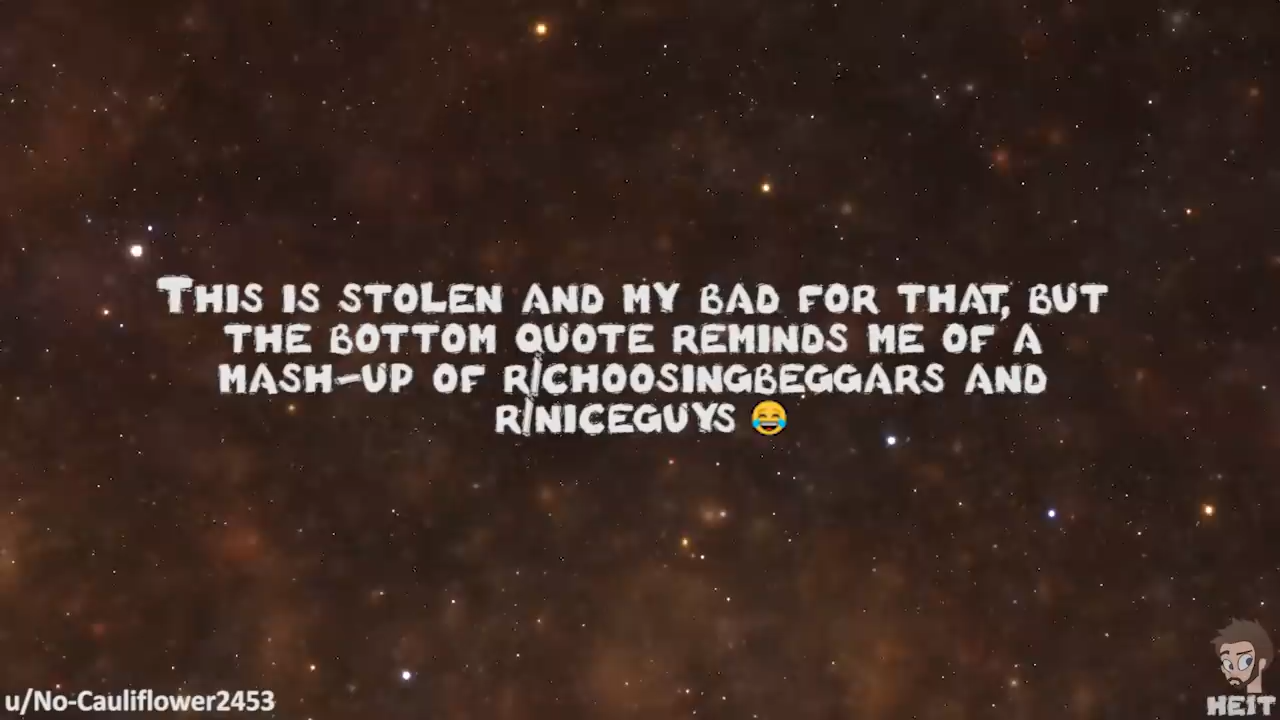 This is stolen and my bad for that, but
the bottom quote reminds me of a
mash-up of r/choosingbeggars and
r/niceguys 😂
u/No-Cauliflower2453
HEIT